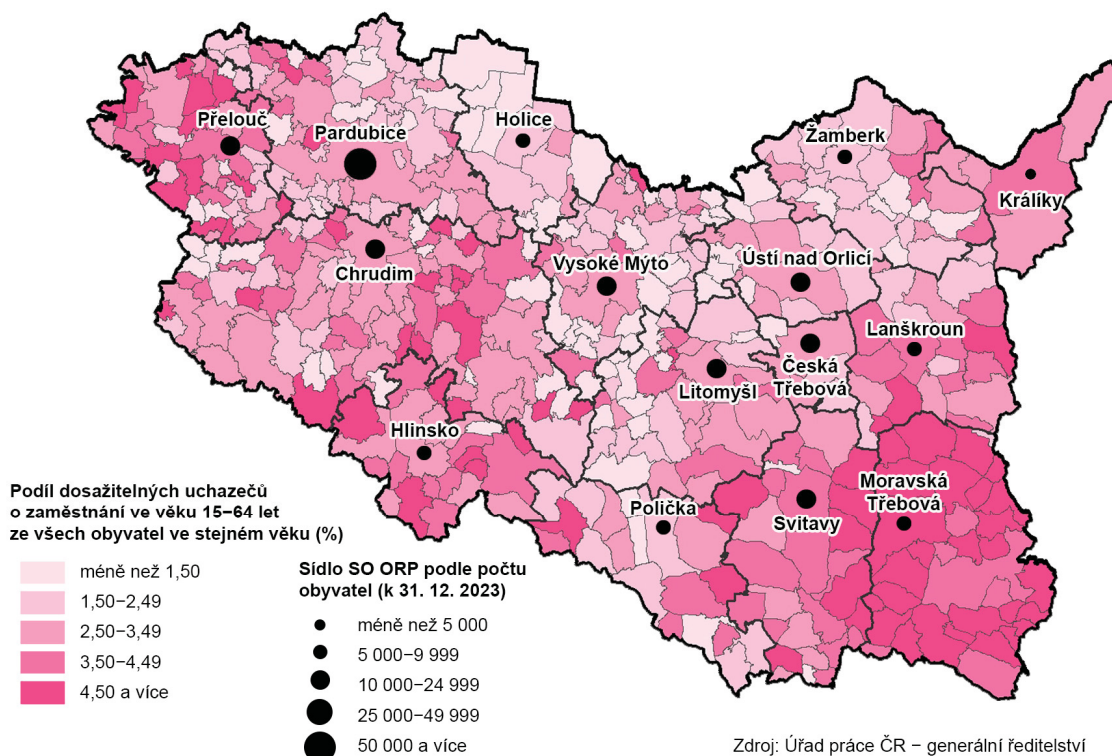 Přelouč
Pardubice
Holice
Žamberk
Králíky
Chrudim
Vysoké Mýto
Ústí nad Orlicí
Lanškroun
Česká
Třebová
Litomyšl
Hlinsko
Polička
Svitavy
Moravská
Třebová
Podíl dosažitelných uchazečů
o zaměstnání ve věku 15–64 let
ze všech obyvatel ve stejném věku (%)
méně než 1,50
1,50–2,49
2,50–3,49
3,50–4,49
4,50 a více
Sídlo SO ORP podle počtu
obyvatel (k 31. 12. 2023)
méně než 5 000
5 000–9 999
10 000–24 999
25 000–49 999
50 000 a více
Zdroj: Úřad práce ČR – generální ředitelství